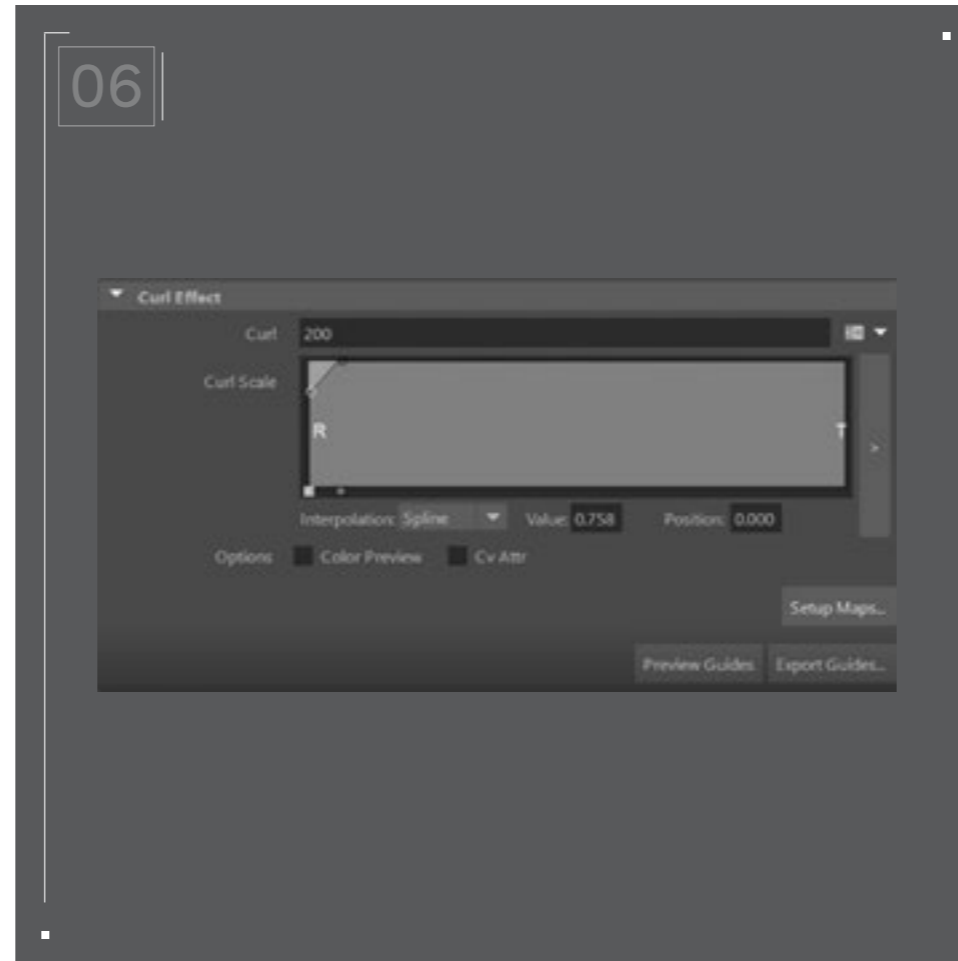 06
Curl Effect
Curl 200
Curl Scale
R T
>
Interpolation: Spline Value: 0.758 Position: 0.000
Options Color Preview Cv Attr
Setup Maps...
Preview Guides Export Guides...